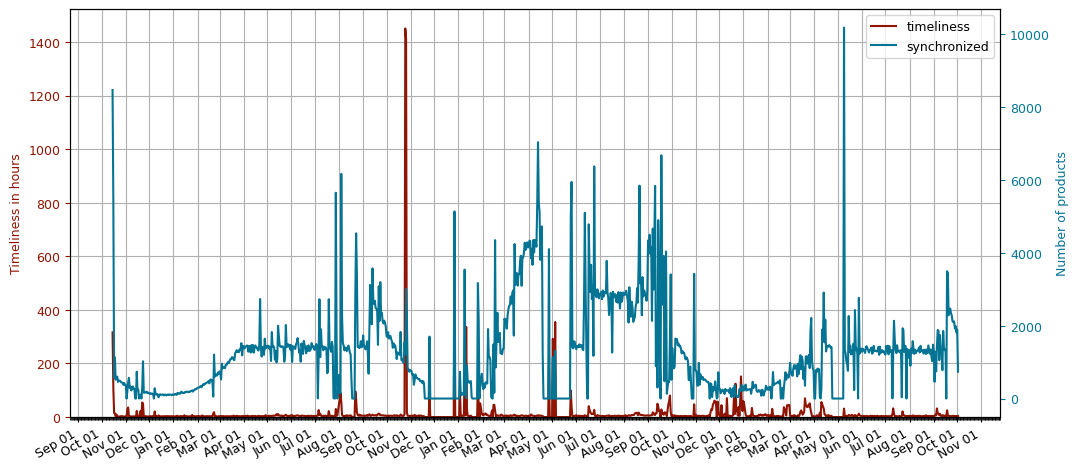 timeliness
synchronized
1400
1200
1000
800
600
400
200
0
Timeliness in hours
10000
8000
6000
4000
2000
0
Number of products
Sep 01
Oct 01
Nov 01
Dec 01
Jan 01
Feb 01
Mar 01
April 01
May 01
Jun 01
Jul 01
Aug 01
Sep 01
Oct 01
Nov 01
Dec 01
Jan 01
Feb 01
Mar 01
April 01
May 01
Jun 01
Jul 01
Aug 01
Sep 01
Oct 01
Nov 01
Dec 01
Jan 01
Feb 01
Mar 01
April 01
May 01
Jun 01
Jul 01
Aug 01
Sep 01
Oct 01
Nov 01